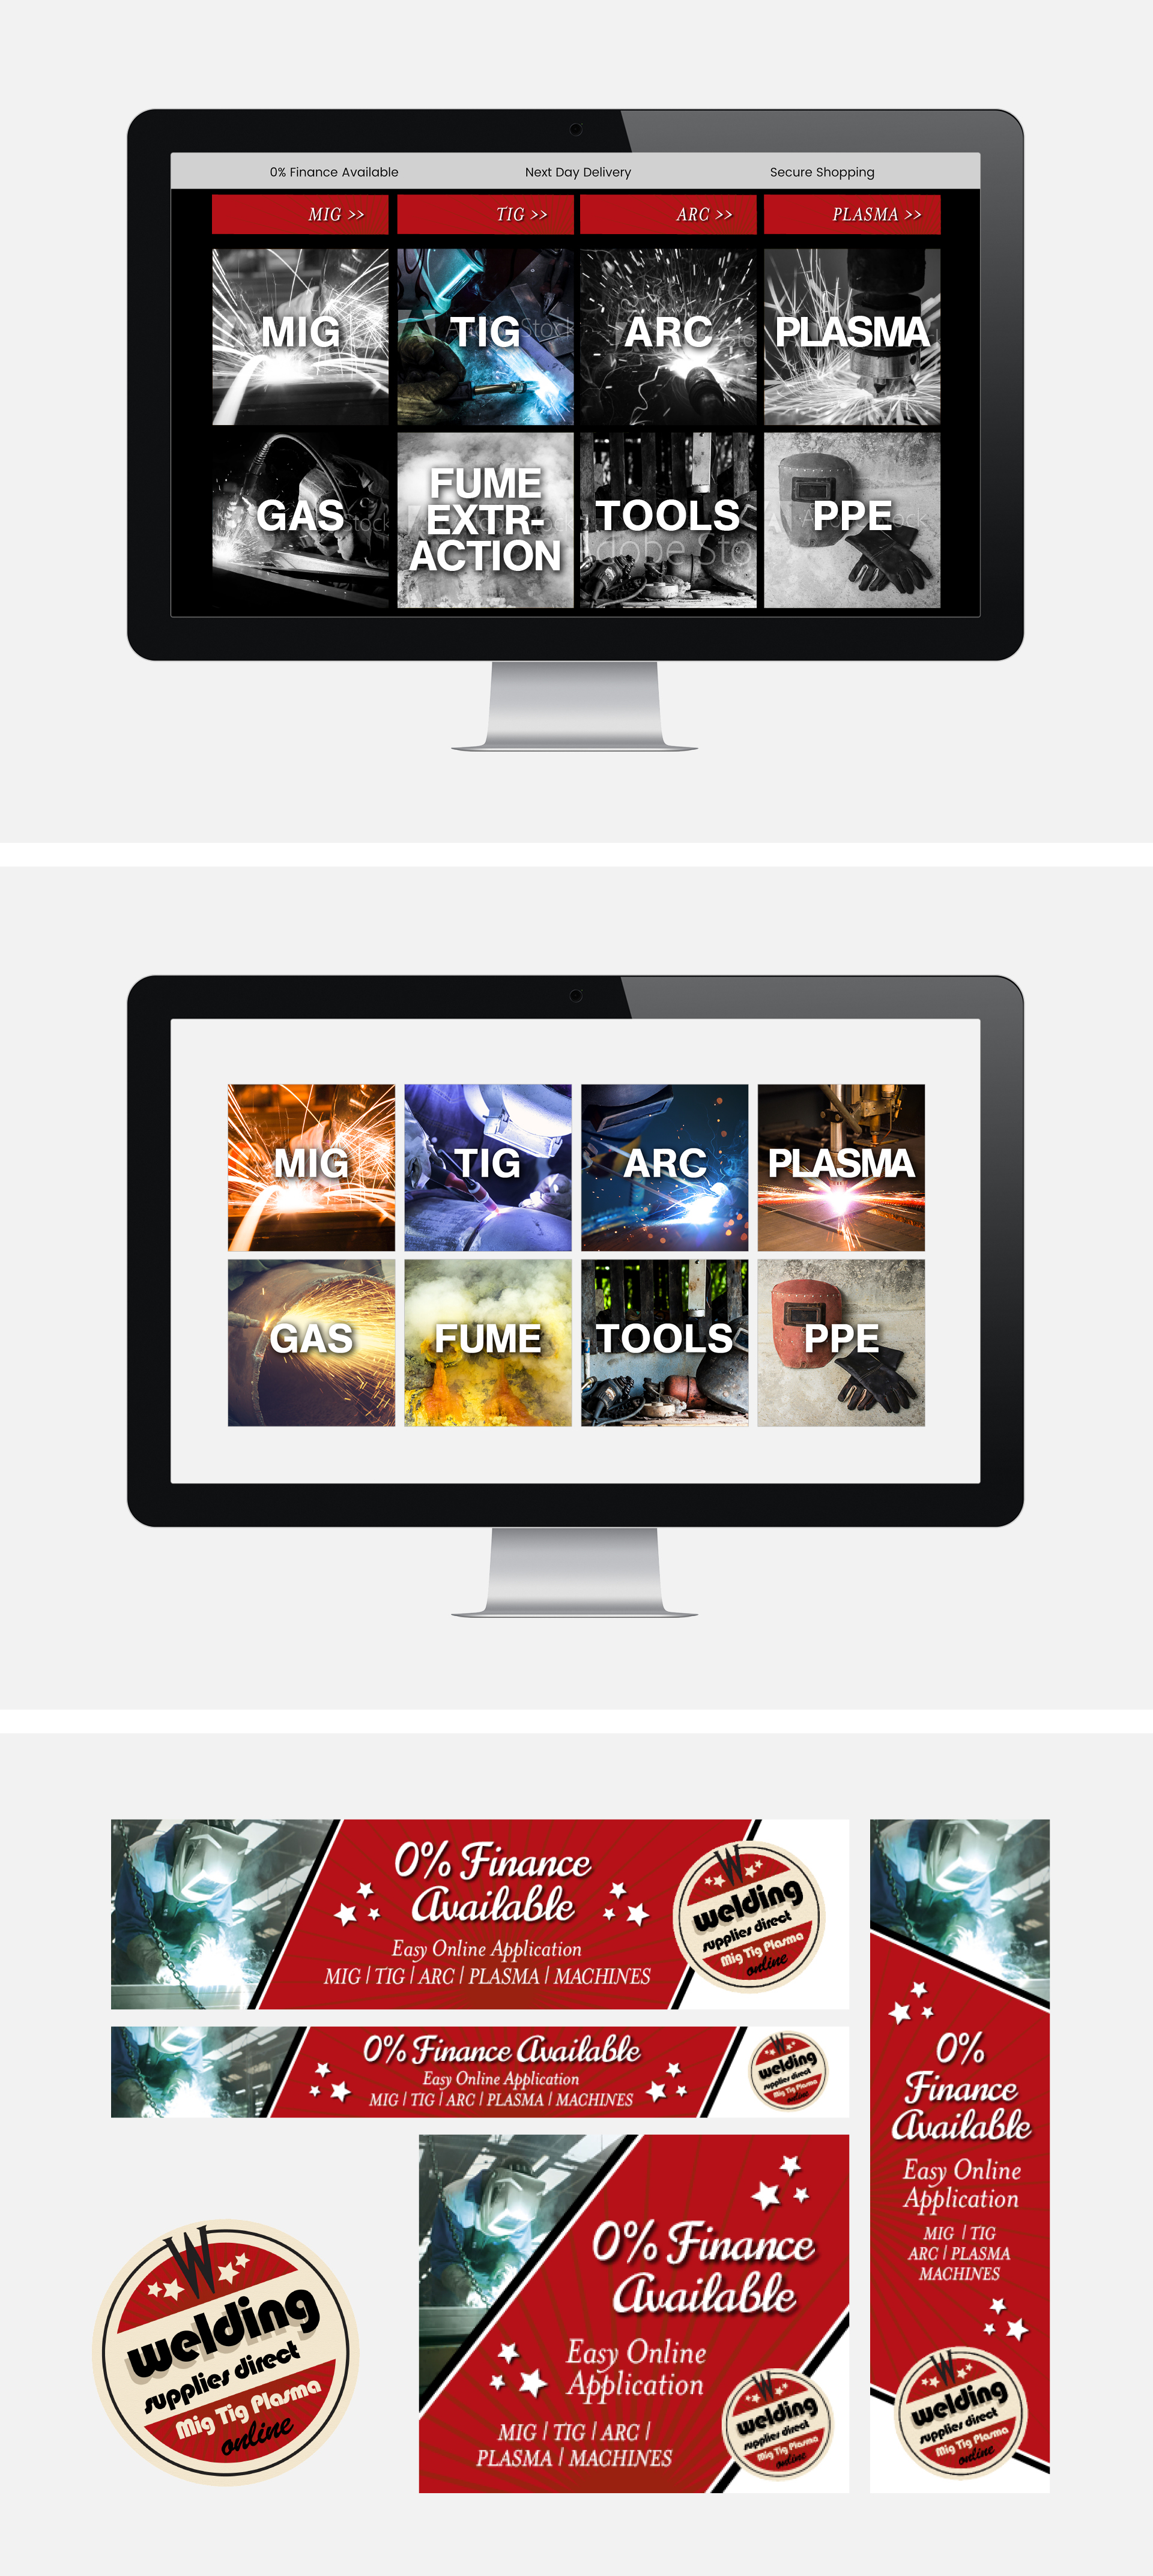 0% Finance Available
Next Day Delivery
Secure Shopping
MIG >>
TIG >>
ARC >>
PLASMA >>
MIG
TIG
Stock
ARC
PLASMA
GAS
Stock
FUME
EXTR-
ACTION
TOOLS
Adobe Sto
PPE
MIG
TIG
ARC
PLASMA
GAS
FUME
TOOLS
PPE
0% Finance
Available
Easy Online Application
MIG | TIG | ARC | PLASMA | MACHINES
W
welding
supplies direct
Mig Tig Plasma
online
0% Finance Available
Easy Online Application
MIG | TIG | ARC | PLASMA | MACHINES
W
welding
supplies direct
Mig Tig Plasma
online
0%
Finance
Available
Easy Online
Application
MIG | TIG
ARC | PLASMA
MACHINES
W
welding
supplies direct
Mig Tig Plasma
online
W
welding
supplies direct
Mig Tig Plasma
online
0% Finance
Available
Easy Online
Application
MIG | TIG | ARC |
PLASMA | MACHINES
W
welding
supplies direct
Mig Tig Plasma
online